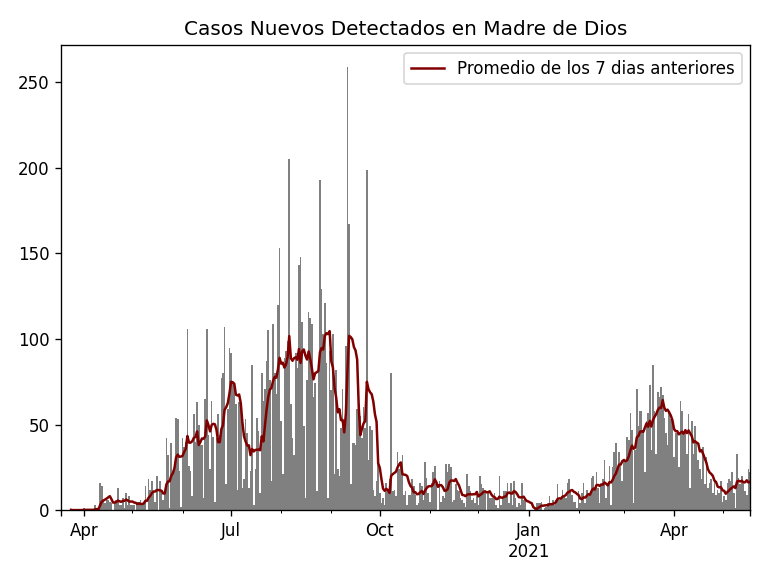 Casos Nuevos Detectados en Madre de Dios
Promedio de los 7 dias anteriores
250
200
150
100
50
0
Apr
Jul
Oct
Jan
2021
Apr